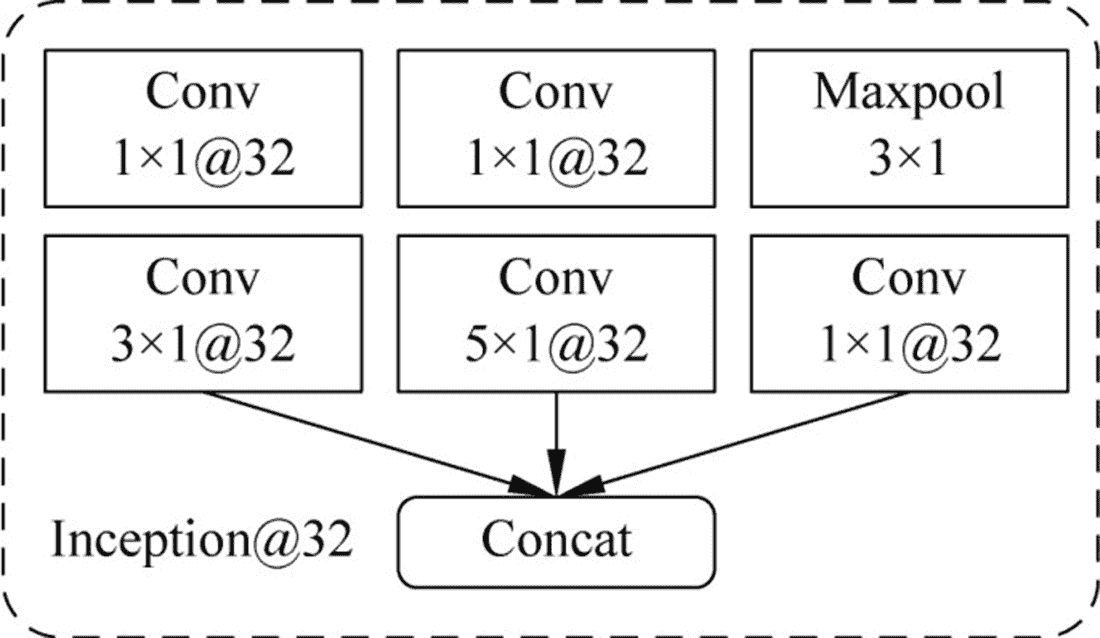 Conv
1×1@32
Conv
1×1@32
Maxpool
3×1
Conv
3×1@32
Conv
5×1@32
Conv
1×1@32
Inception@32
Concat